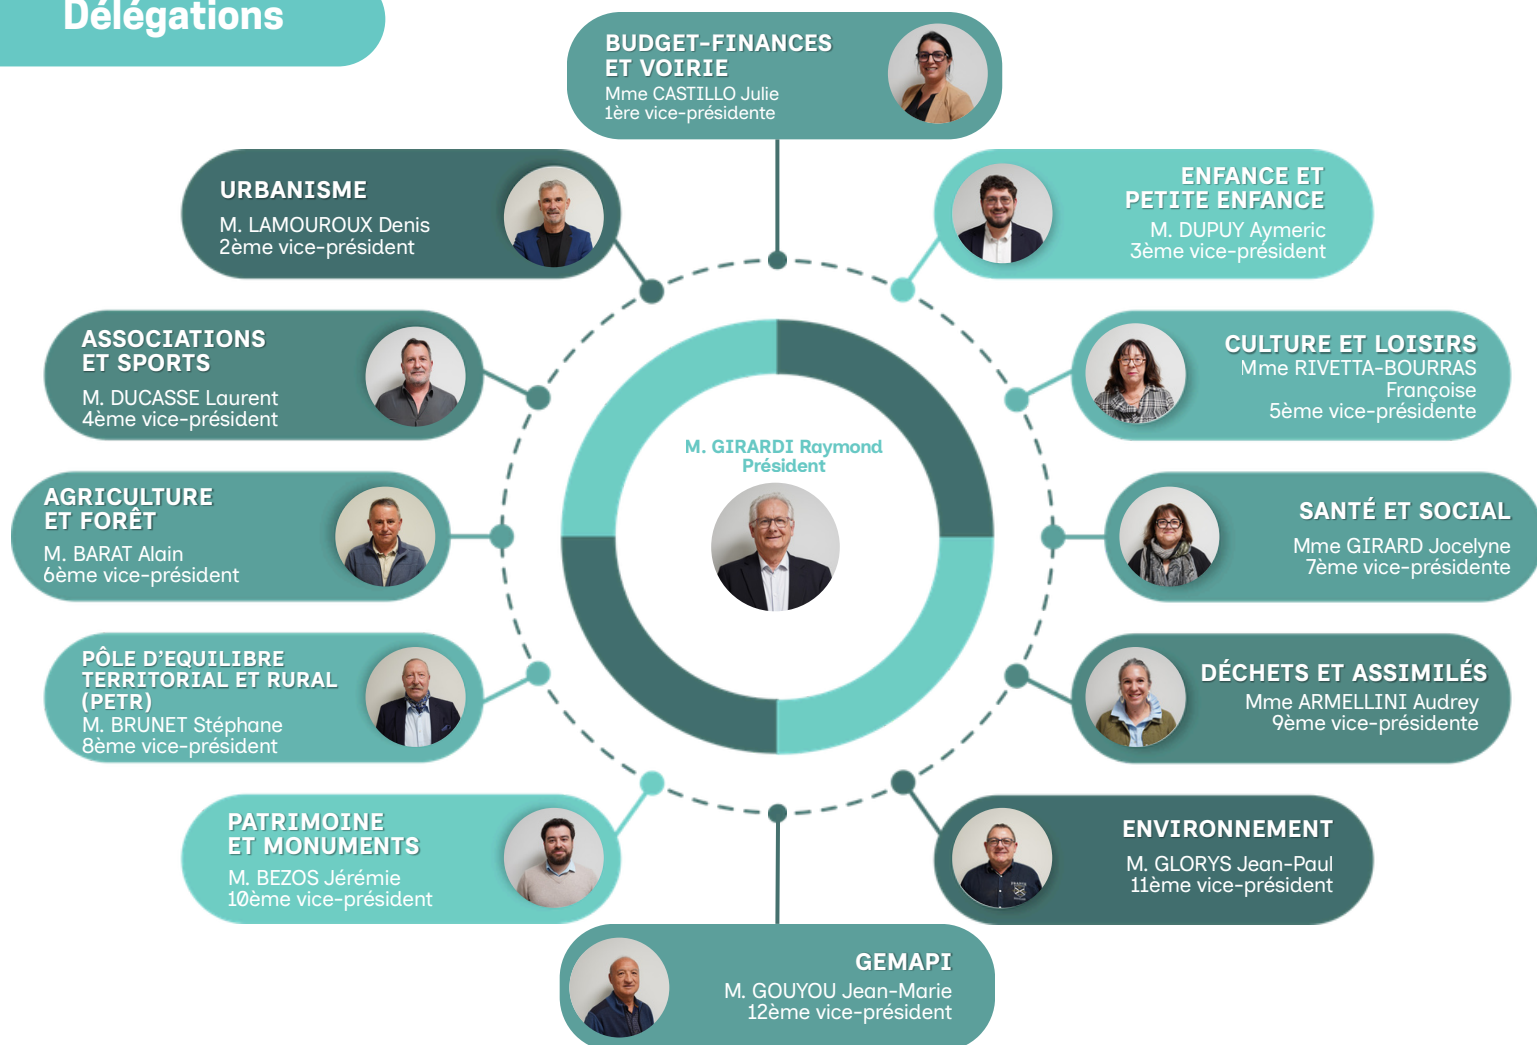 Délégations
BUDGET-FINANCES
ET VOIRIE
Mme CASTILLO Julie
1ère vice-présidente
URBANISME
M. LAMOUROUX Denis
2ème vice-président
ENFANCE ET
PETITE ENFANCE
M. DUPUY Aymeric
3ème vice-président
ASSOCIATIONS
ET SPORTS
M. DUCASSE Laurent
4ème vice-président
CULTURE ET LOISIRS
Mme RIVETTA-BOURRAS
Françoise
5ème vice-présidente
M. GIRARDI Raymond
Président
AGRICULTURE
ET FORÊT
M. BARAT Alain
6ème vice-président
SANTÉ ET SOCIAL
Mme GIRARD Jocelyne
7ème vice-présidente
PÔLE D'EQUILIBRE
TERRITORIAL ET RURAL
(PETR)
M. BRUNET Stéphane
8ème vice-président
DÉCHETS ET ASSIMILÉS
Mme ARMELLINI Audrey
9ème vice-présidente
PATRIMOINE
ET MONUMENTS
M. BEZOS Jérémie
10ème vice-président
ENVIRONNEMENT
M. GLORYS Jean-Paul
11ème vice-président
GEMAPI
M. GOUYOU Jean-Marie
12ème vice-président